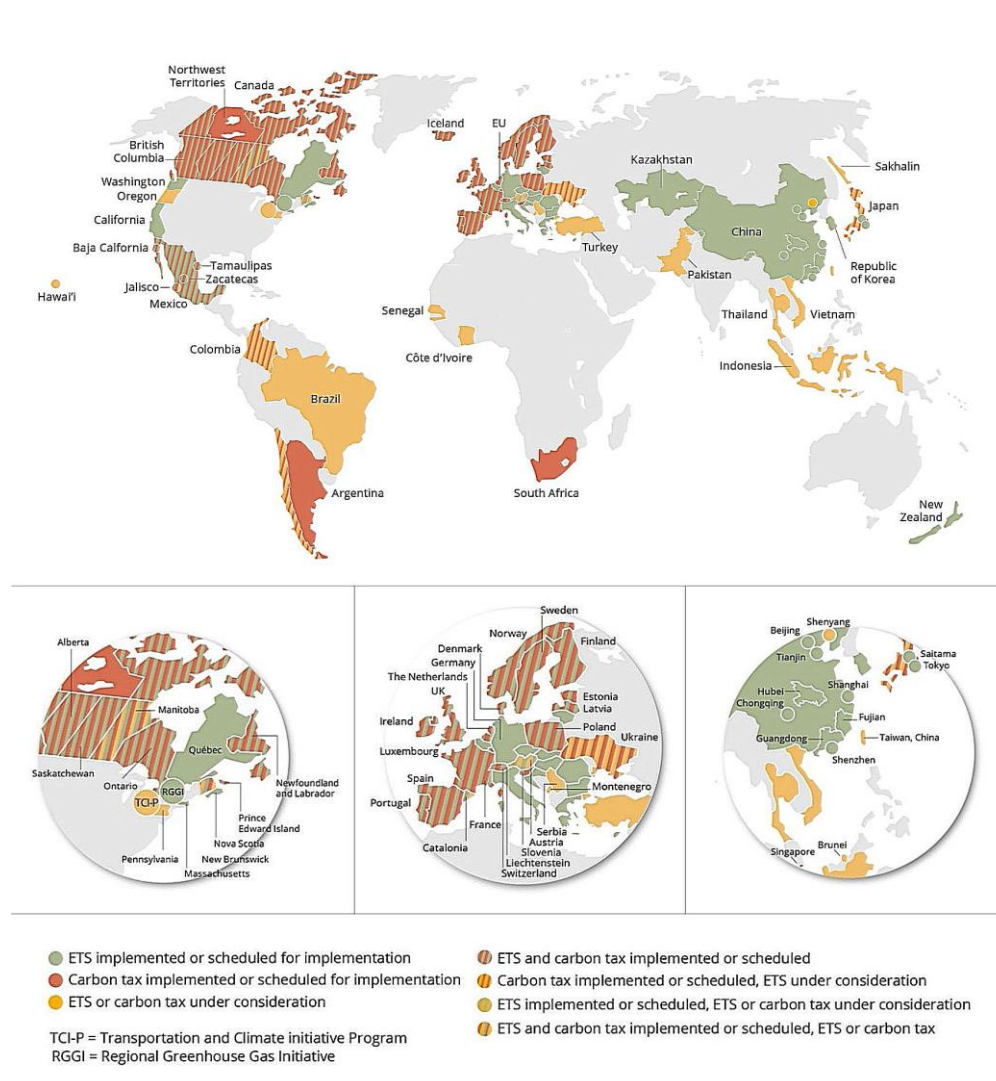 Northwest
Territories
Canada
British
Columbia
Washington
Oregon
California
Baja Calfornia
Tamaulipas
Zacatecas
Jalisco
Mexico
Hawai'i
Colombia
Brazil
Argentina
Iceland
EU
Kazakhstan
China
Sakhalin
Japan
Republic
of Korea
Turkey
Pakistan
Thailand
Vietnam
Indonesia
Senegal
Côte d'Ivoire
South Africa
New
Zealand
Alberta
Manitoba
Québec
Saskatchewan
Ontario
RGGI
TCI-P
Newfoundland
and Labrador
Prince
Edward Island
Nova Scotia
Pennsylvania
New Brunswick
Massachusetts
Sweden
Norway
Finland
Denmark
Germany
The Netherlands
UK
Estonia
Latvia
Ireland
Poland
Ukraine
Luxembourg
Spain
Montenegro
Portugal
France
Serbia
Catalonia
Austria
Slovenia
Liechtenstein
Switzerland
Shenyang
Beijing
Tianjin
Saitama
Tokyo
Hubei
Shanghai
Chongqing
Fujian
Guangdong
Taiwan, China
Shenzhen
Singapore
Brunei
ETS implemented or scheduled for implementation
Carbon tax implemented or scheduled for implementation
ETS or carbon tax under consideration
TCI-P = Transportation and Climate initiative Program
RGGI = Regional Greenhouse Gas Initiative
ETS and carbon tax implemented or scheduled
Carbon tax implemented or scheduled, ETS under consideration
ETS implemented or scheduled, ETS or carbon tax under consideration
ETS and carbon tax implemented or scheduled, ETS or carbon tax